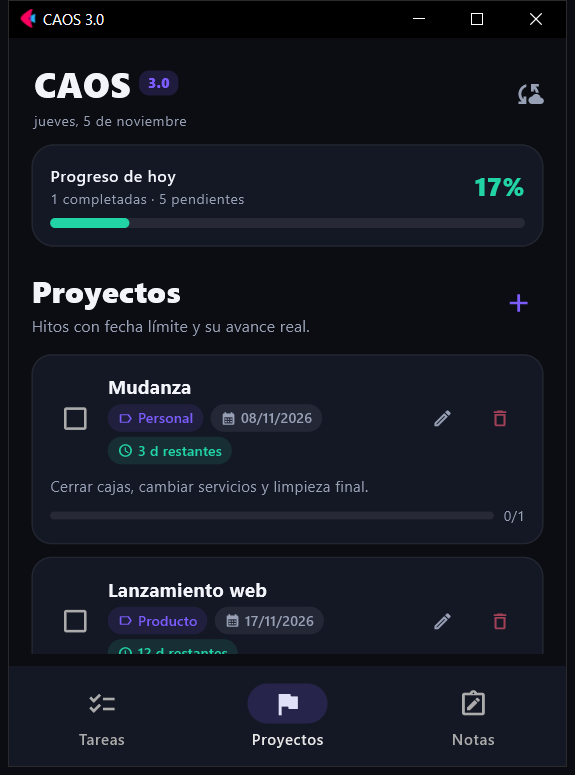 CAOS 3.0
CAOS 3.0
jueves, 5 de noviembre
Progreso de hoy
1 completadas · 5 pendientes
17%
Proyectos
Hitos con fecha límite y su avance real.
Mudanza
Personal 08/11/2026
3 d restantes
Cerrar cajas, cambiar servicios y limpieza final.
0/1
Lanzamiento web
Producto 17/11/2026
12 d restantes
Tareas Proyectos Notas